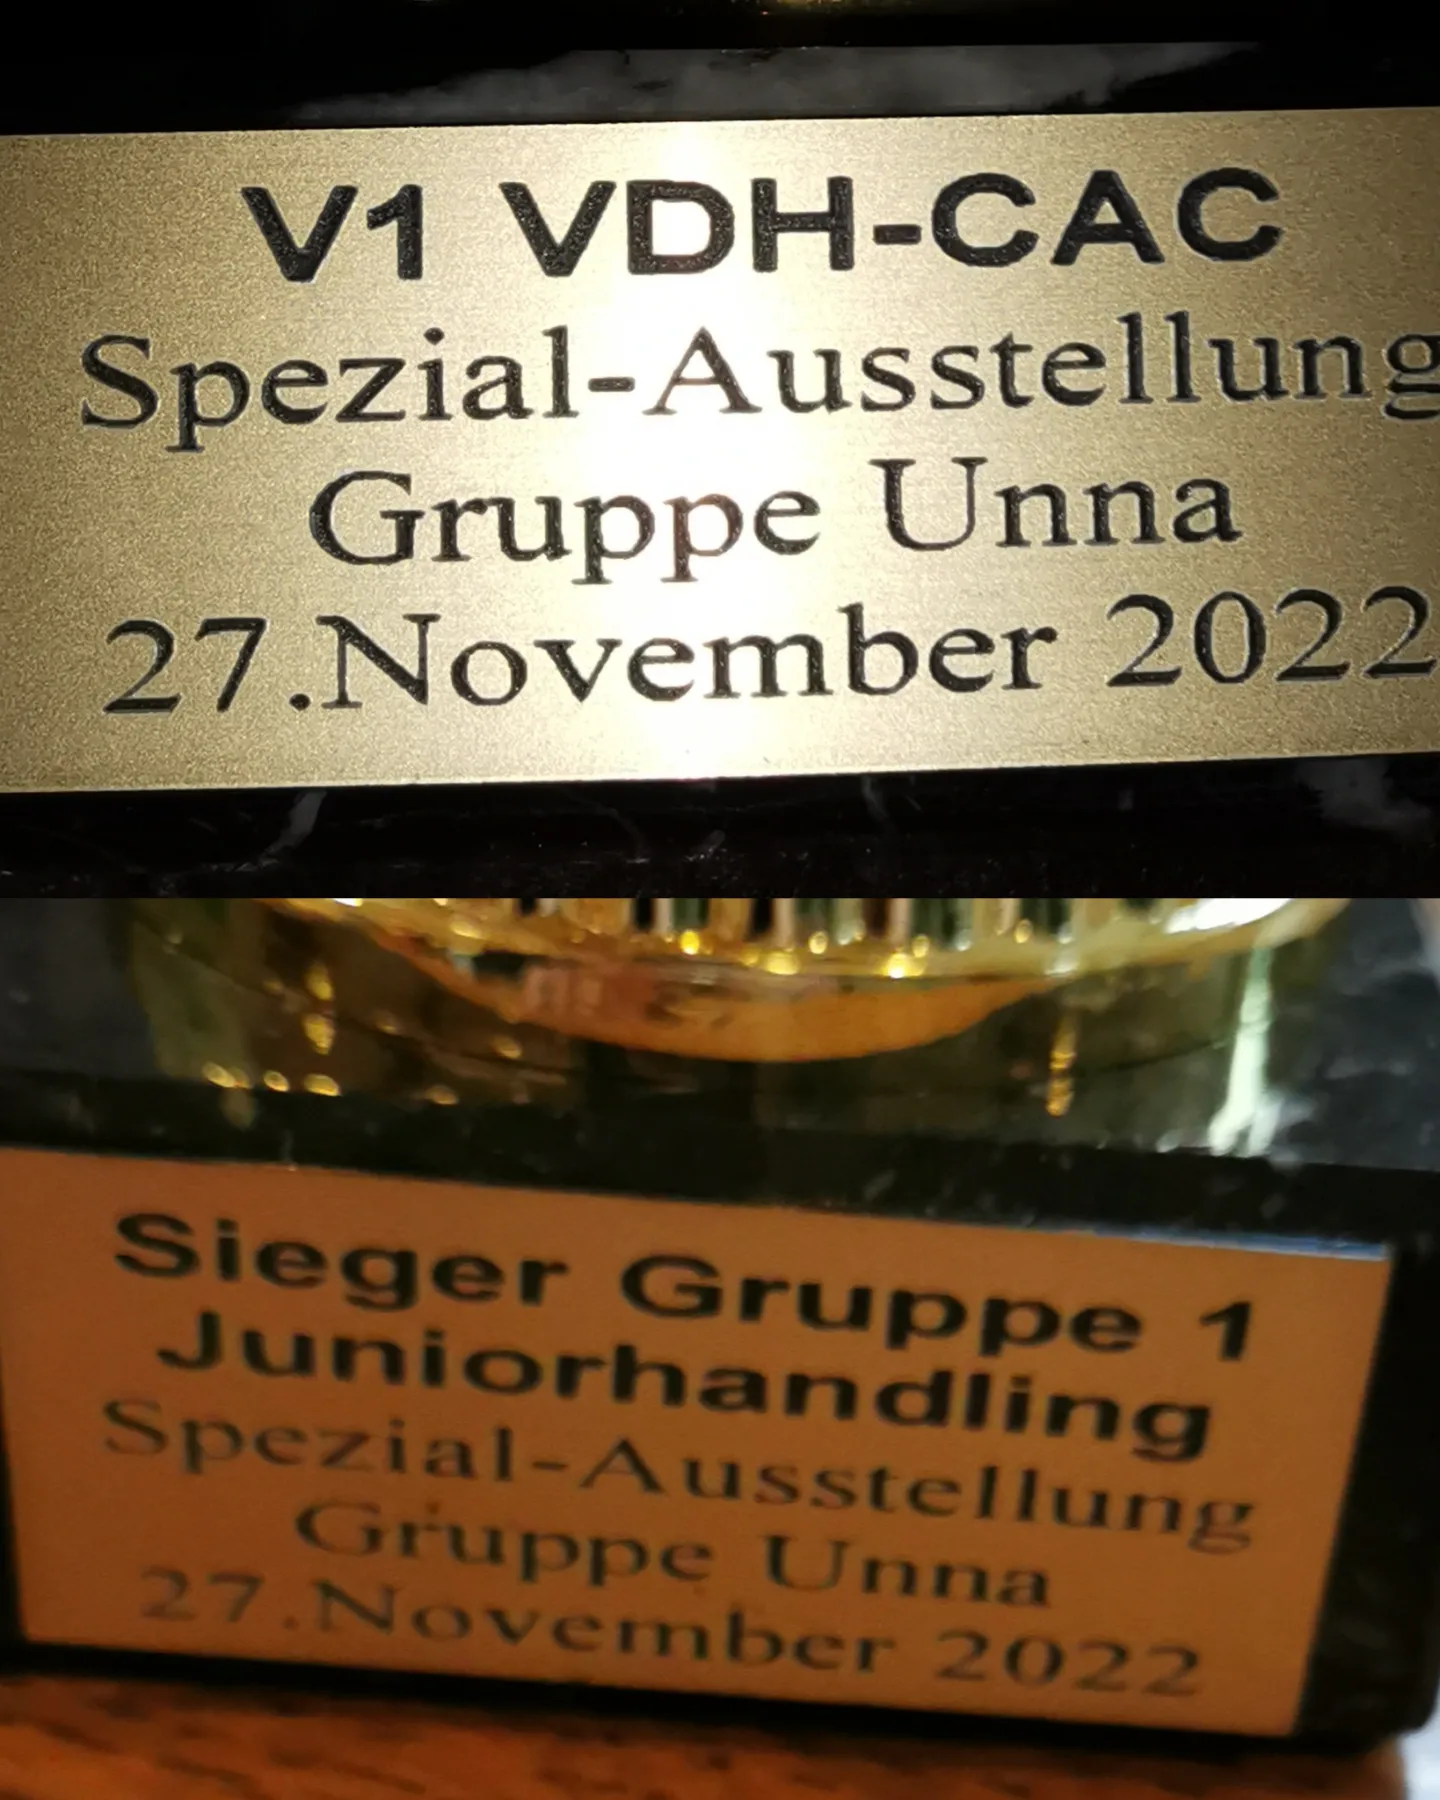 V1 VDH-CAC
Spezial-Ausstellung
Gruppe Unna
27.November 2022
Sieger Gruppe 1
Juniorhandling
Spezial-Ausstellung
Gruppe Unna
27.November 2022